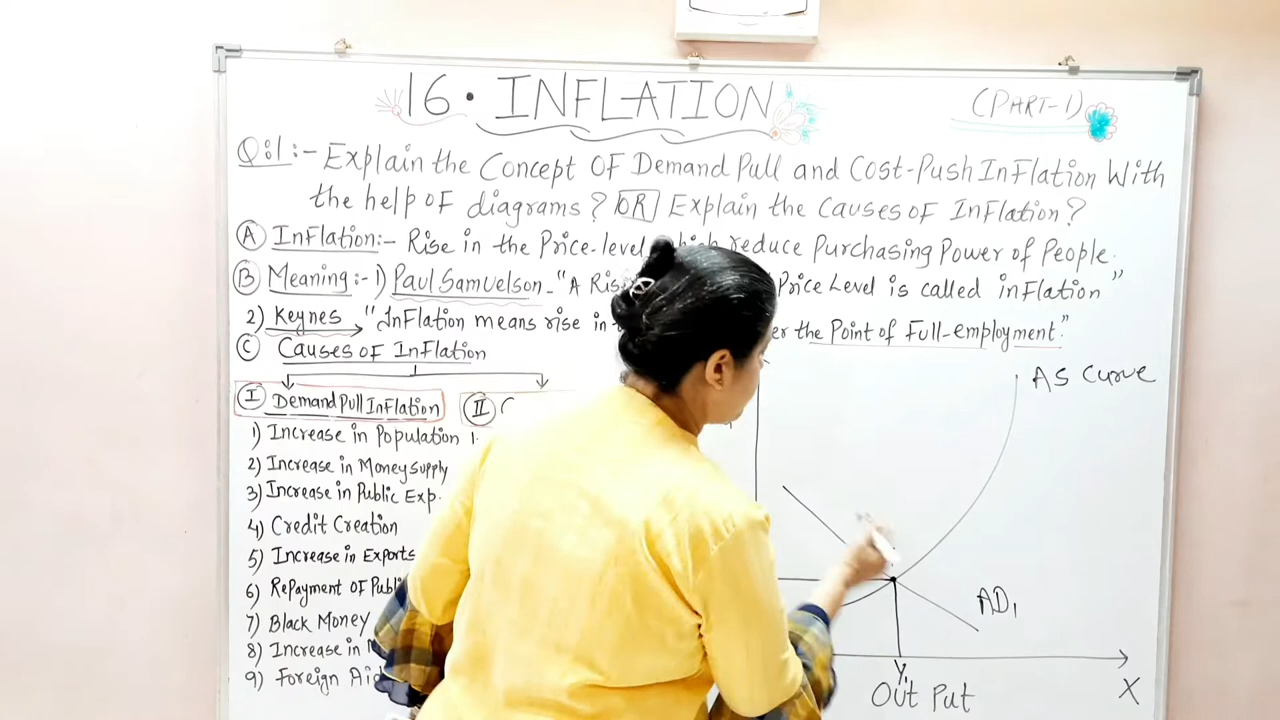 16. INFLATION
(PART-1)
Q:1:- Explain the Concept OF Demand Pull and Cost-Push InFlation With
the help OF diagrams? OR Explain the Causes OF InFlation?
A InFlation:- Rise in the Price-level which reduce Purchasing Power of People.
B Meaning:- 1) Paul Samuelson - "A Price Level is called inFlation"
2) Keynes "InFlation means rise in the Point of Full-employment."
C Causes OF InFlation
I Demand Pull InFlation
II
1) Increase in Population
2) Increase in Money supply
3) Increase in Public Exp.
4) Credit Creation
5) Increase in Exports
6) Repayment of
7) Black Money
8) Increase in
9) Foreign
AS Curve
AD1
Y1
X
Out Put